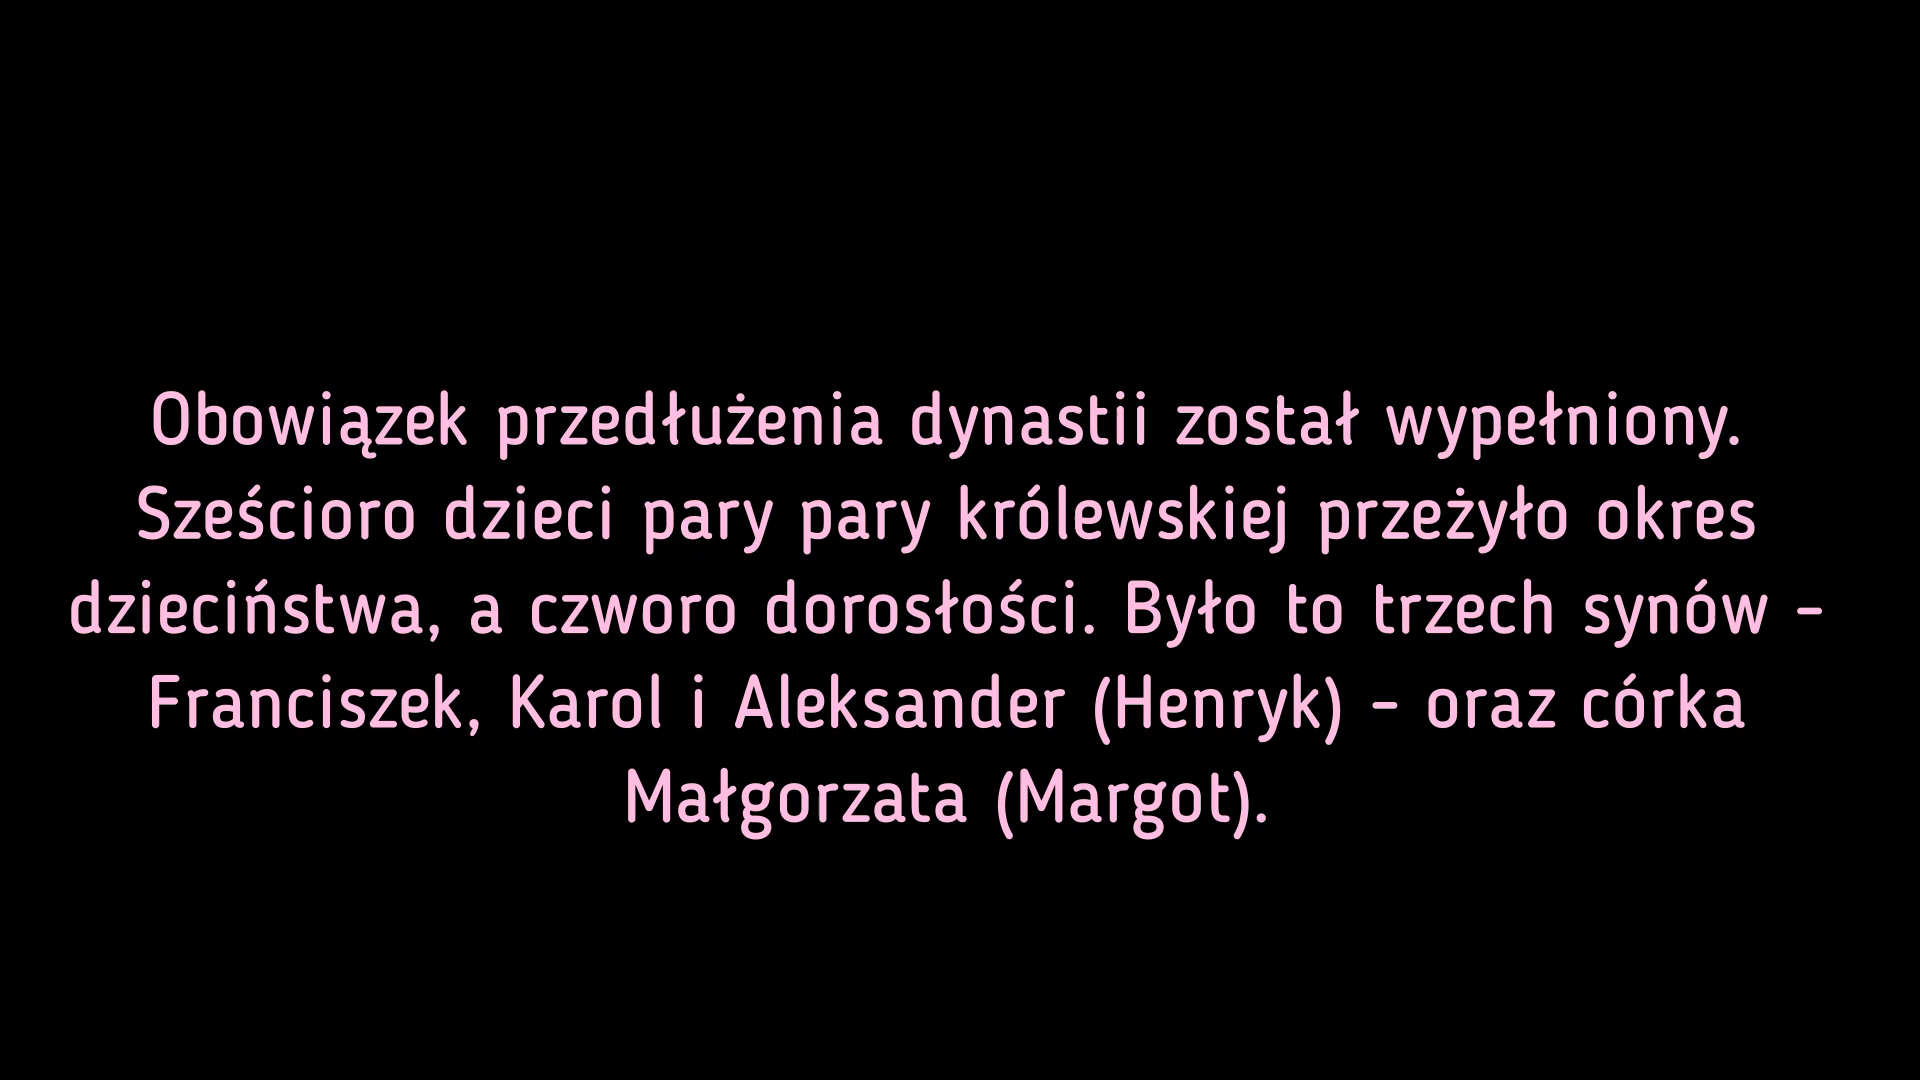 Obowiązek przedłużenia dynastii został wypełniony.
Sześcioro dzieci pary pary królewskiej przeżyło okres
dzieciństwa, a czworo dorosłości. Było to trzech synów -
Franciszek, Karol i Aleksander (Henryk) - oraz córka
Małgorzata (Margot).